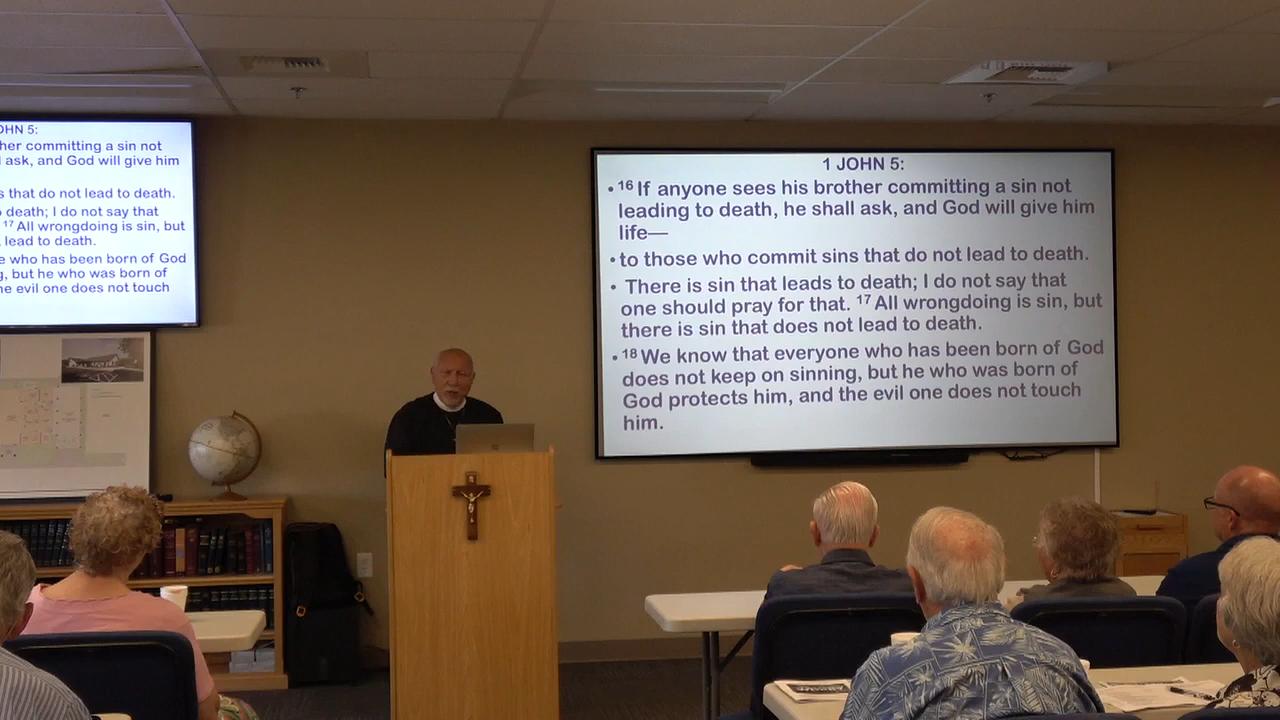 OHN 5:
her committing a sin not
ask, and God will give him
s that do not lead to death.
death; I do not say that
17 All wrongdoing is sin, but
lead to death.
e who has been born of God
g, but he who was born of
he evil one does not touch
1 JOHN 5:
• 16 If anyone sees his brother committing a sin not
leading to death, he shall ask, and God will give him
life—
• to those who commit sins that do not lead to death.
• There is sin that leads to death; I do not say that
one should pray for that. 17 All wrongdoing is sin, but
there is sin that does not lead to death.
• 18 We know that everyone who has been born of God
does not keep on sinning, but he who was born of
God protects him, and the evil one does not touch
him.